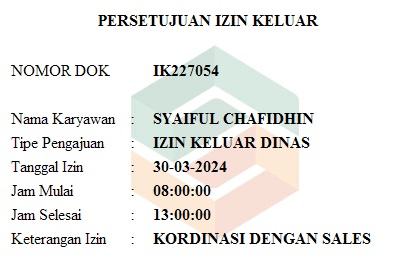 PERSETUJUAN IZIN KELUAR
NOMOR DOK IK227054
Nama Karyawan : SYAIFUL CHAFIDHIN
Tipe Pengajuan : IZIN KELUAR DINAS
Tanggal Izin : 30-03-2024
Jam Mulai : 08:00:00
Jam Selesai : 13:00:00
Keterangan Izin : KORDINASI DENGAN SALES